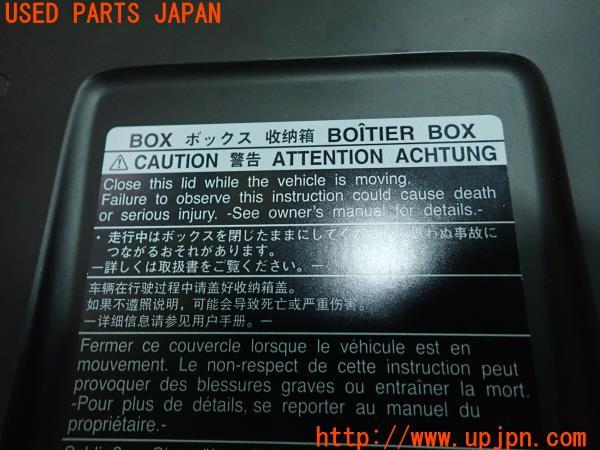 USED PARTS JAPAN
BOX ボックス 收纳箱 BOÎTIER BOX
⚠ CAUTION 警告 ATTENTION ACHTUNG
Close this lid while the vehicle is moving.
Failure to observe this instruction could cause death
or serious injury. -See owner's manual for details.-
・走行中はボックスを閉じたままにしてく 思わぬ事故に
つながるおそれがあります。
ー詳しくは取扱書をご覧ください。ー
车辆在行驶过程中请盖好收纳箱盖。
如果不遵照说明，可能会导致死亡或严重伤害。
—详细信息请参见用户手册。—
Fermer ce couvercle lorsque le véhicule est en
mouvement. Le non-respect de cette instruction peut
provoquer des blessures graves ou entraîner la mort.
-Pour plus de détails, se reporter au manuel du
propriétaire.-
http://www.upjpn.com/